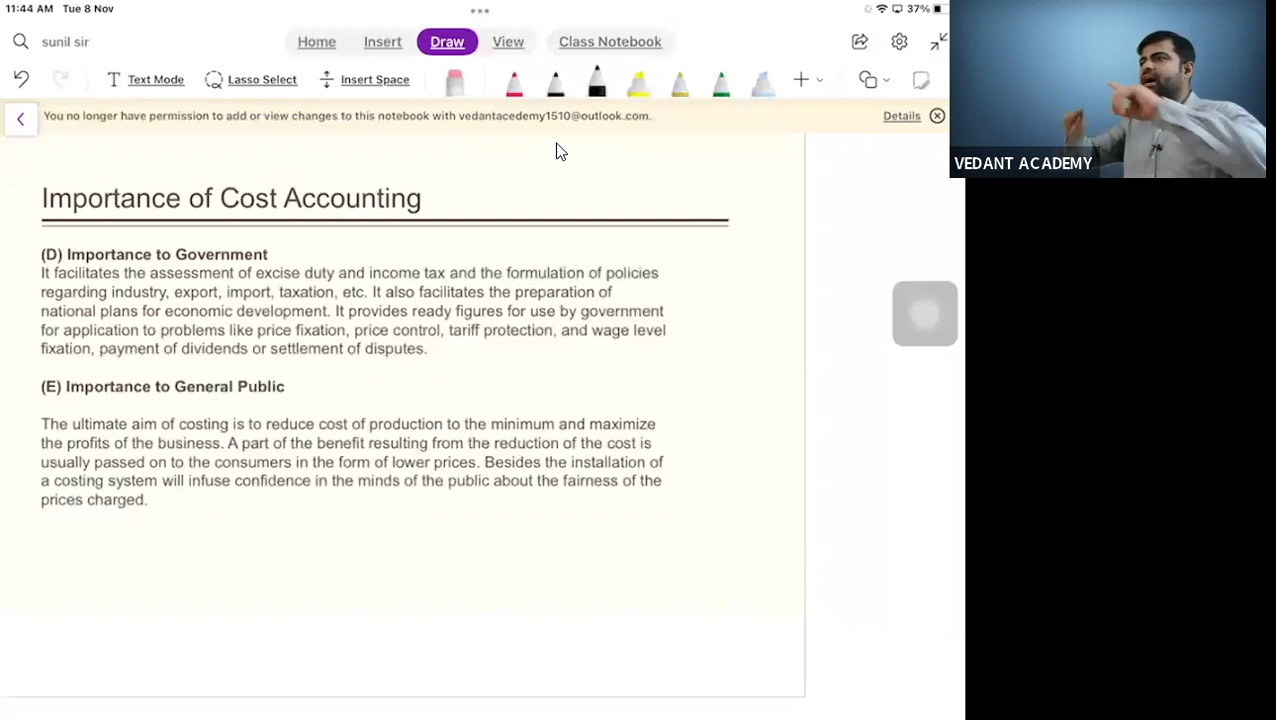 11:44 AM Tue 8 Nov
37%
sunil sir
Home Insert Draw View Class Notebook
Text Mode Lasso Select Insert Space
You no longer have permission to add or view changes to this notebook with vedantacedemy1510@outlook.com.
Details
VEDANT ACADEMY
Importance of Cost Accounting
(D) Importance to Government
It facilitates the assessment of excise duty and income tax and the formulation of policies
regarding industry, export, import, taxation, etc. It also facilitates the preparation of
national plans for economic development. It provides ready figures for use by government
for application to problems like price fixation, price control, tariff protection, and wage level
fixation, payment of dividends or settlement of disputes.
(E) Importance to General Public
The ultimate aim of costing is to reduce cost of production to the minimum and maximize
the profits of the business. A part of the benefit resulting from the reduction of the cost is
usually passed on to the consumers in the form of lower prices. Besides the installation of
a costing system will infuse confidence in the minds of the public about the fairness of the
prices charged.